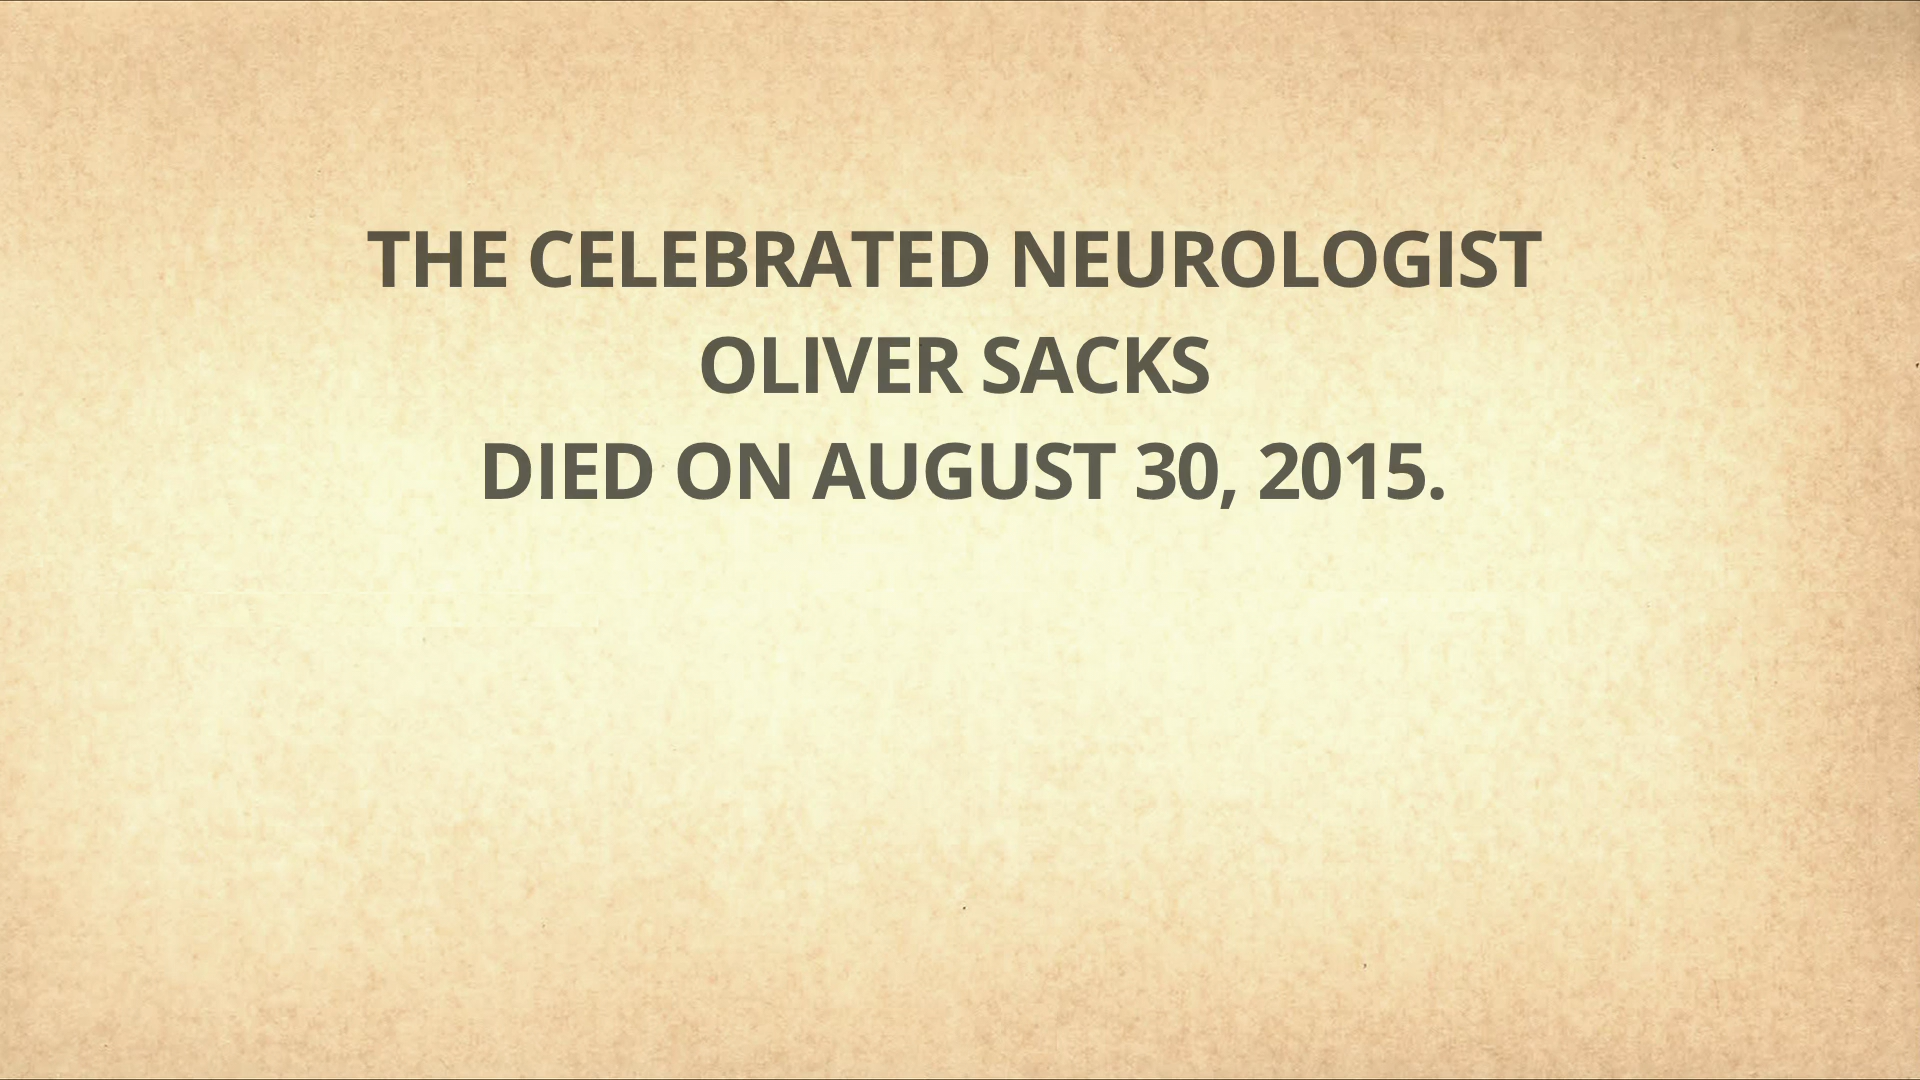 THE CELEBRATED NEUROLOGIST
OLIVER SACKS
DIED ON AUGUST 30, 2015.